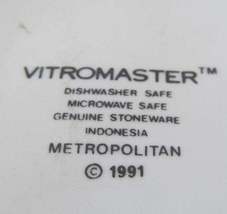 VITROMASTER™
DISHWASHER SAFE
MICROWAVE SAFE
GENUINE STONEWARE
INDONESIA
METROPOLITAN
© 1991